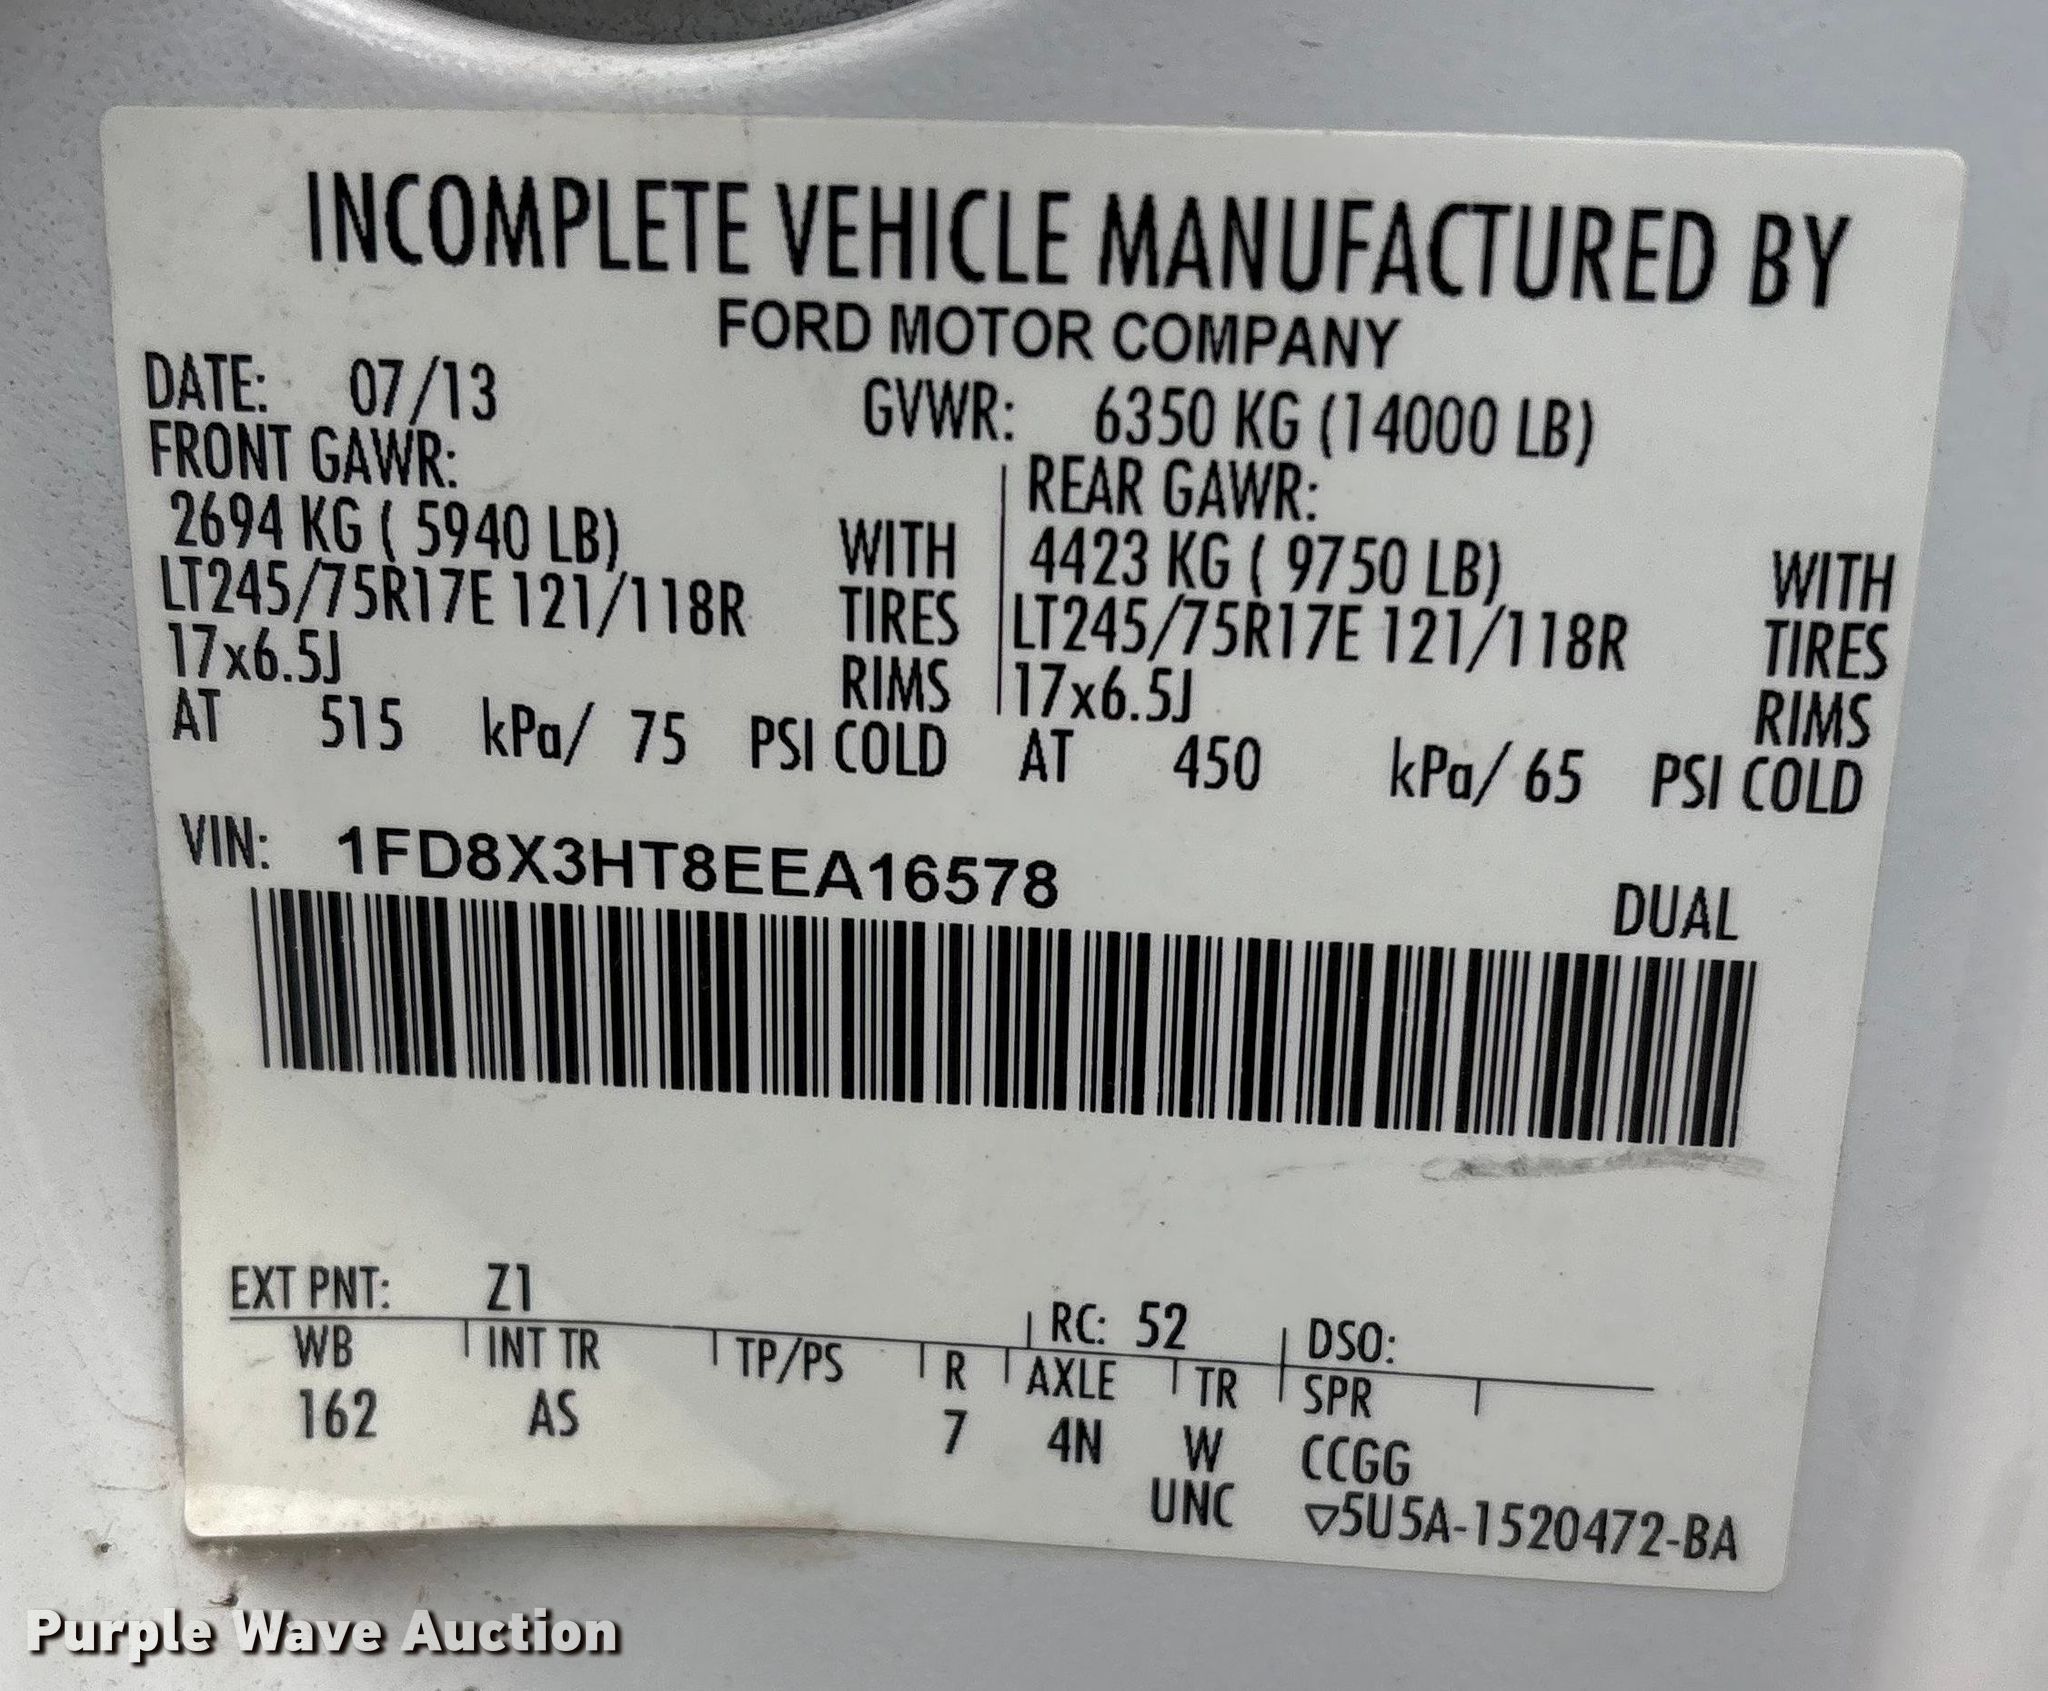 INCOMPLETE VEHICLE MANUFACTURED BY
FORD MOTOR COMPANY
DATE: 07/13 GVWR: 6350 KG (14000 LB)
FRONT GAWR: REAR GAWR:
2694 KG ( 5940 LB) WITH 4423 KG ( 9750 LB) WITH
LT245/75R17E 121/118R TIRES LT245/75R17E 121/118R TIRES
17x6.5J RIMS 17x6.5J RIMS
AT 515 kPa/ 75 PSI COLD AT 450 kPa/ 65 PSI COLD
VIN: 1FD8X3HT8EEA16578 DUAL
EXT PNT: Z1 RC: 52 DSO:
WB INT TR TP/PS R AXLE TR SPR
162 AS 7 4N W CCGG
UNC ▽5U5A-1520472-BA
Purple Wave Auction